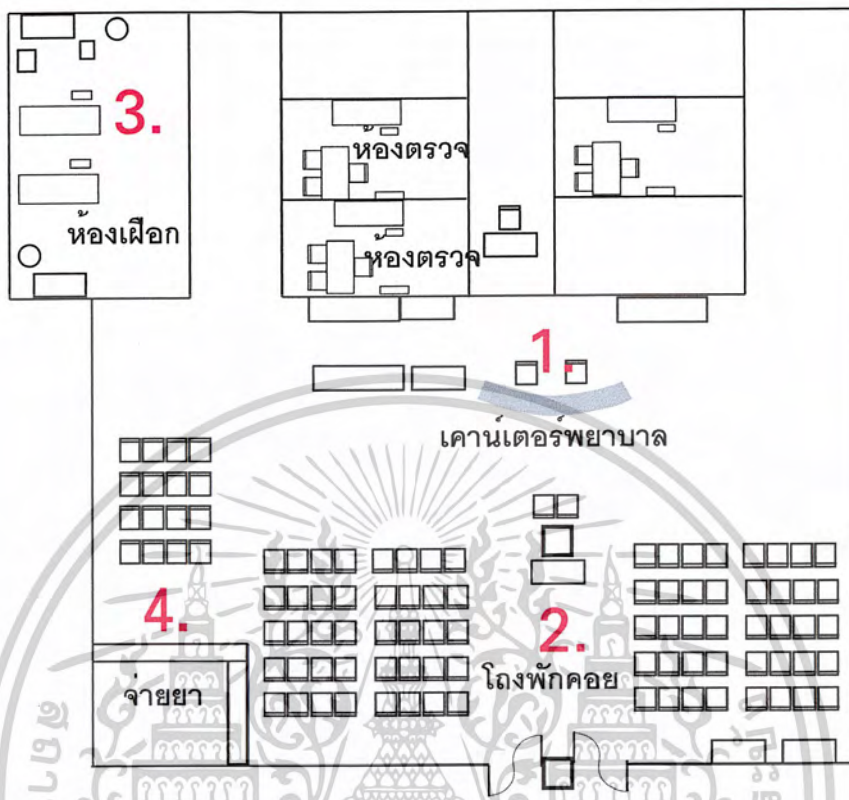 3.
ห้องเฝือก
ห้องตรวจ
ห้องตรวจ
1.
เคาน์เตอร์พยาบาล
4.
จ่ายยา
2.
โถงพักคอย